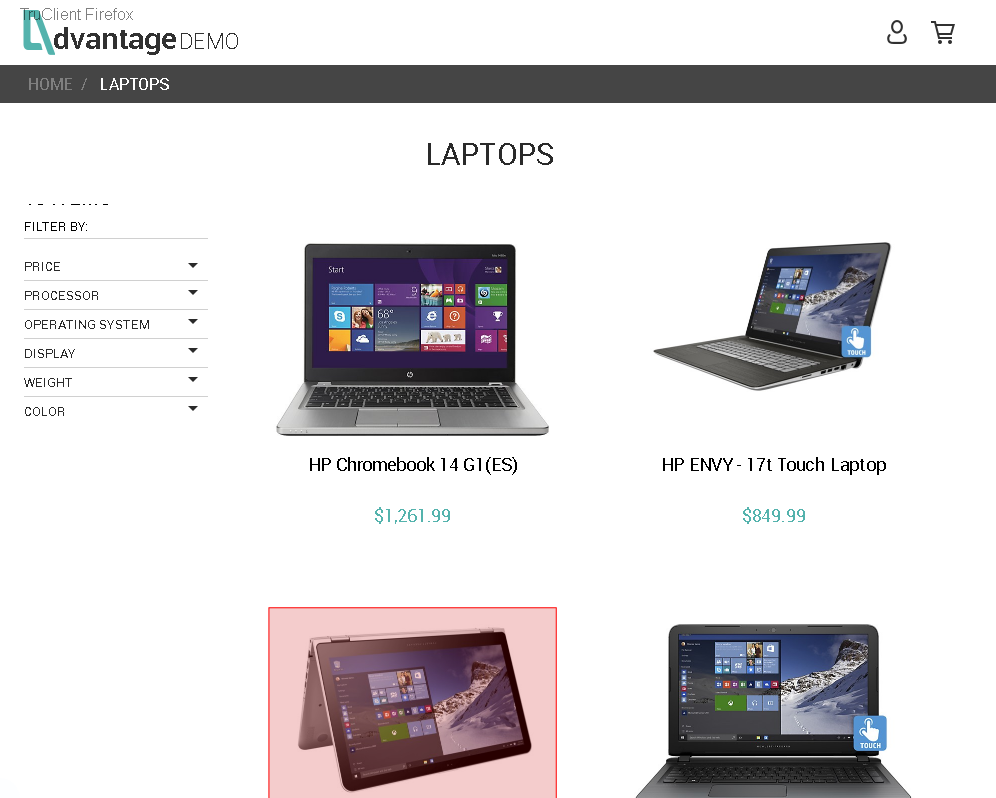 TruClient Firefox
dvantage DEMO
HOME / LAPTOPS
LAPTOPS
FILTER BY:
PRICE
PROCESSOR
OPERATING SYSTEM
DISPLAY
WEIGHT
COLOR
Start
68°
TOUCH
HP Chromebook 14 G1(ES)
HP ENVY - 17t Touch Laptop
$1,261.99
$849.99
TOUCH